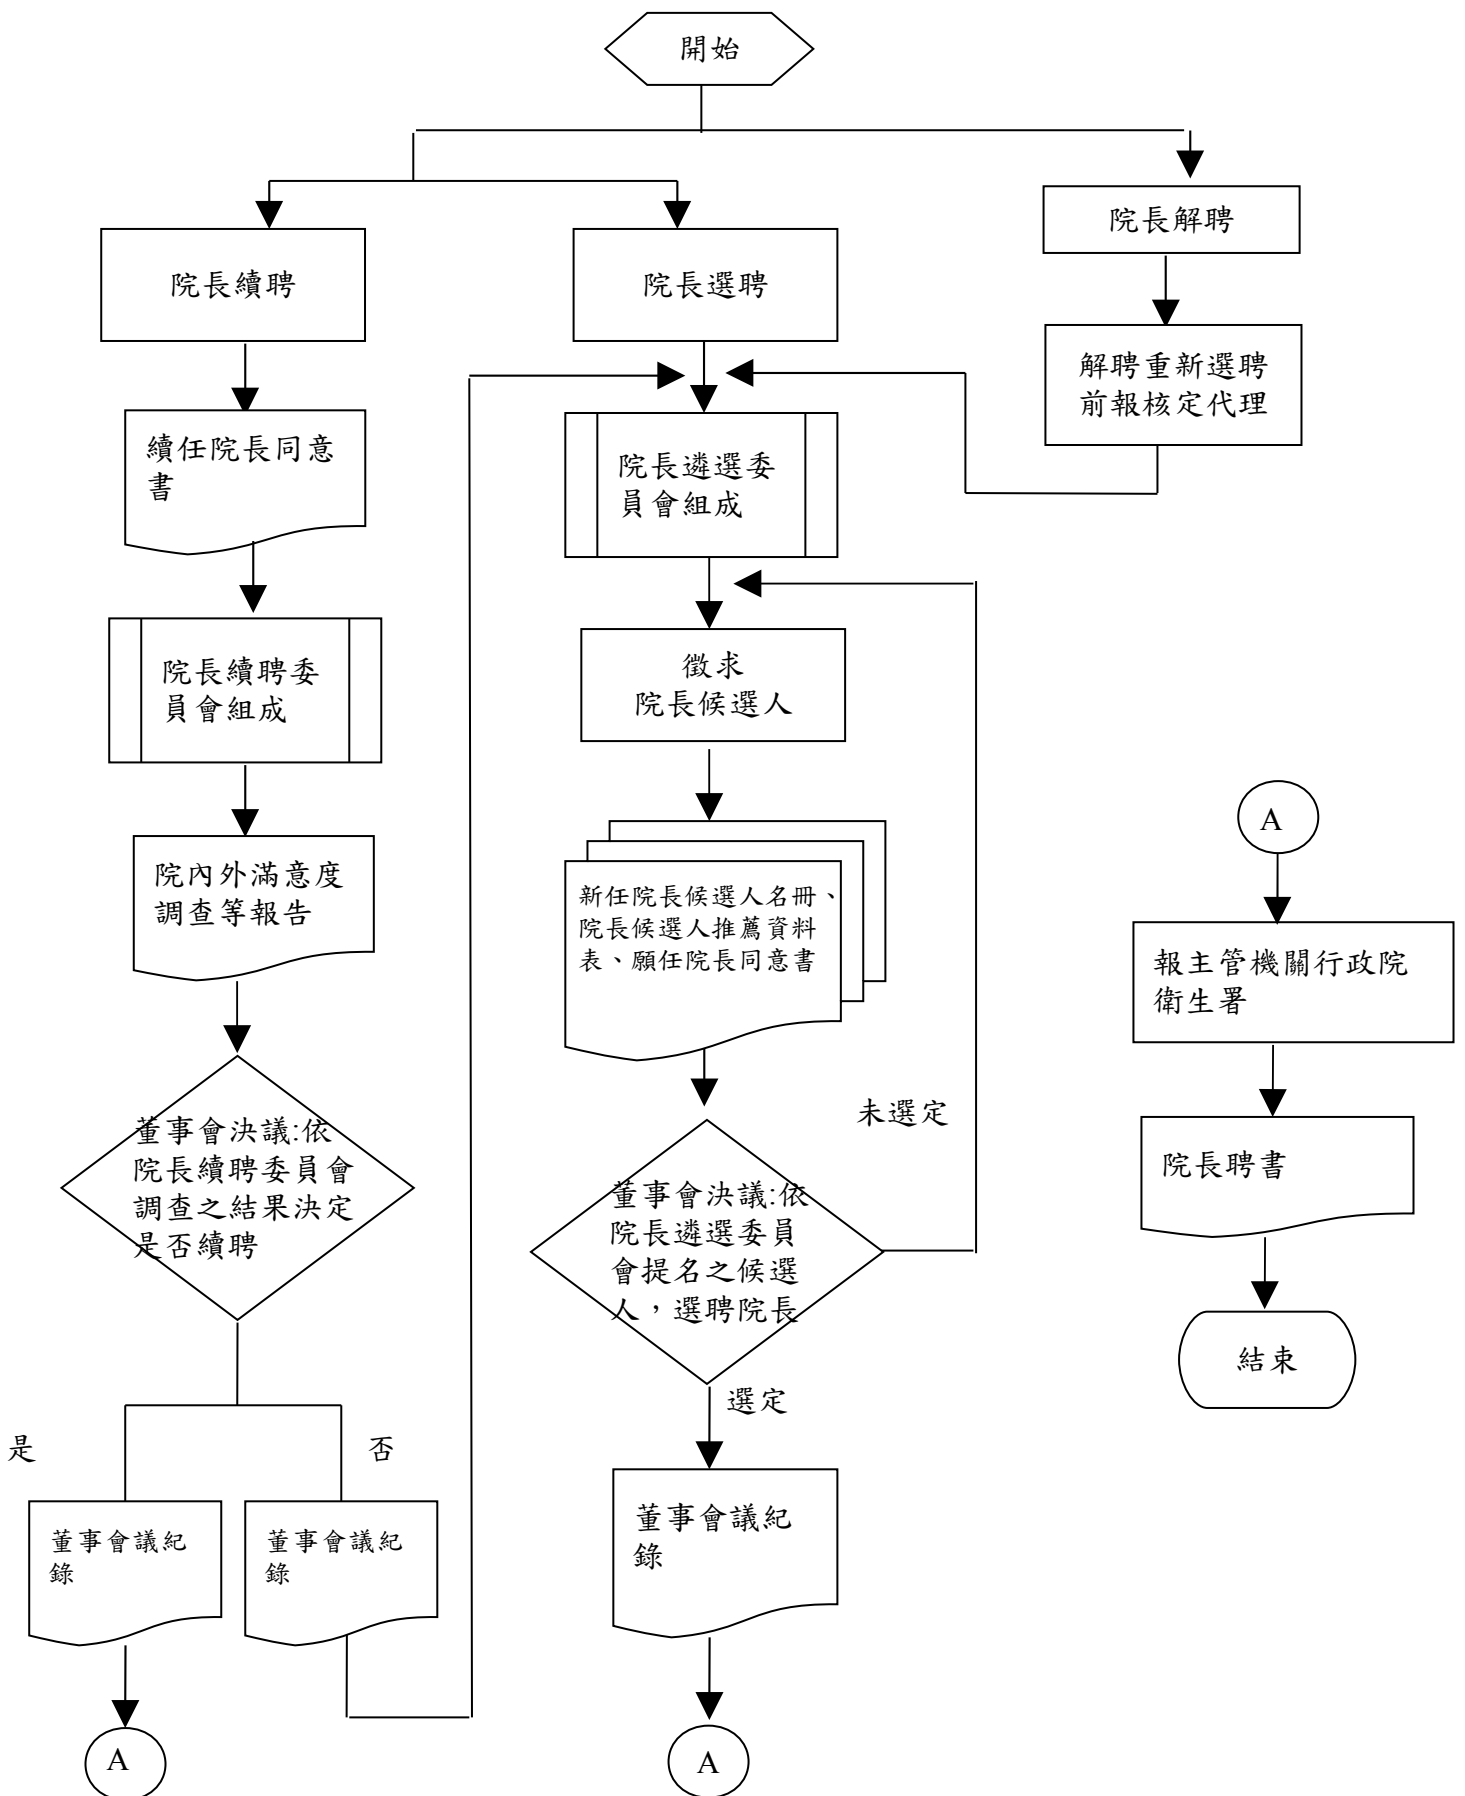 開始
院長續聘
院長選聘
院長解聘
解聘重新選聘
前報核定代理
續任院長同意
書
院長遴選委
員會組成
院長續聘委
員會組成
徵求
院長候選人
院內外滿意度
調查等報告
新任院長候選人名冊、
院長候選人推薦資料
表、願任院長同意書
A
報主管機關行政院
衛生署
院長聘書
結束
董事會決議:依
院長續聘委員會
調查之結果決定
是否續聘
未選定
董事會決議:依
院長遴選委員
會提名之候選
人，選聘院長
選定
是
否
董事會議紀
錄
董事會議紀
錄
董事會議紀
錄
A
A